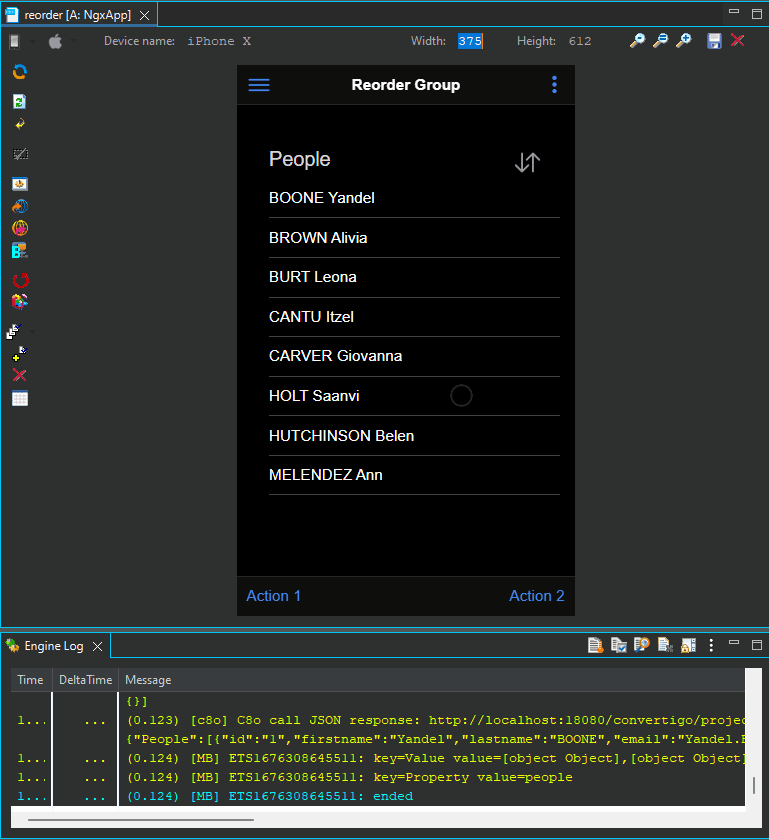 reorder [A: NgxApp]
Device name: iPhone X Width: 375 Height: 612
Reorder Group
People
BOONE Yandel
BROWN Alivia
BURT Leona
CANTU Itzel
CARVER Giovanna
HOLT Saanvi
HUTCHINSON Belen
MELENDEZ Ann
Action 1 Action 2
Engine Log
Time DeltaTime Message
{}]
1... ... (0.123) [c8o] C8o call JSON response: http://localhost:18080/convertigo/projec
{"People":[{"id":"1","firstname":"Yandel","lastname":"BOONE","email":"Yandel.
1... ... (0.124) [MB] ETS1676308645511: key=Value value=[object Object],[object Object]
1... ... (0.124) [MB] ETS1676308645511: key=Property value=people
1... ... (0.124) [MB] ETS1676308645511: ended